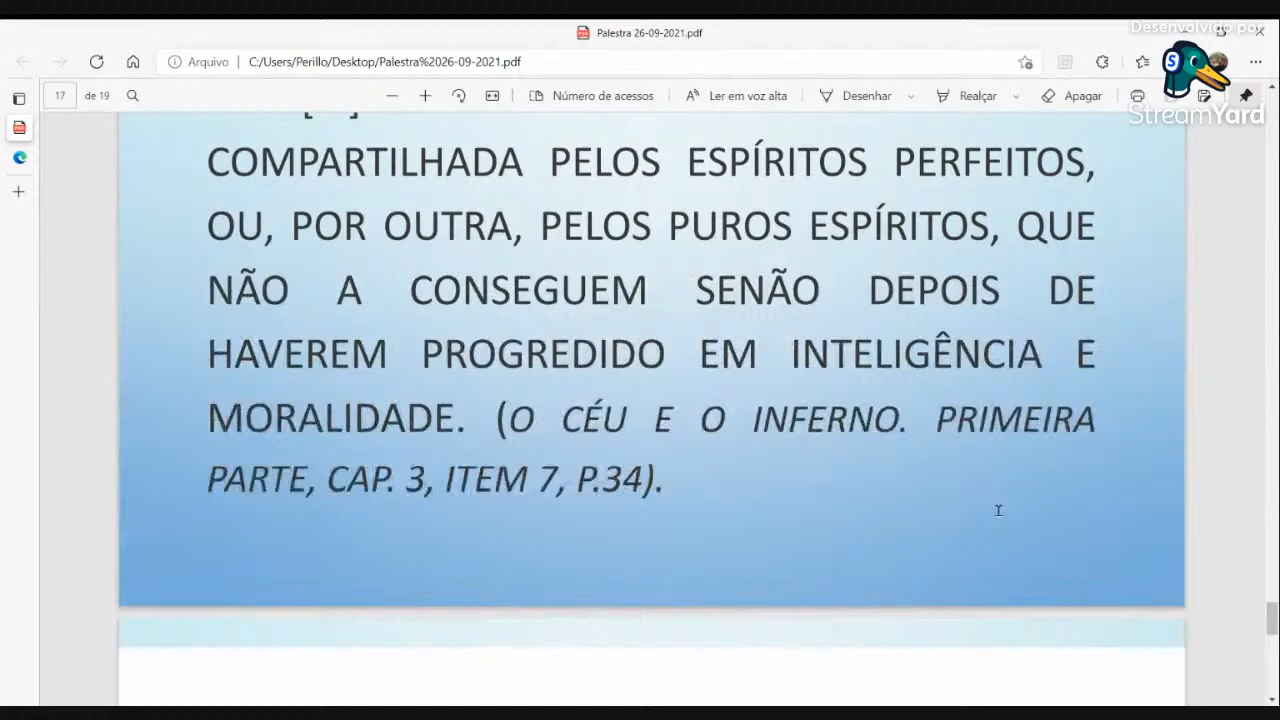 Desenvolvido por
Palestra 26-09-2021.pdf
Arquivo | C:/Users/Perillo/Desktop/Palestra%2026-09-2021.pdf
S
StreamYard
17 de 19 Número de acessos Ler em voz alta Desenhar Realçar Apagar
COMPARTILHADA PELOS ESPÍRITOS PERFEITOS,
OU, POR OUTRA, PELOS PUROS ESPÍRITOS, QUE
NÃO A CONSEGUEM SENÃO DEPOIS DE
HAVEREM PROGREDIDO EM INTELIGÊNCIA E
MORALIDADE. (O CÉU E O INFERNO. PRIMEIRA
PARTE, CAP. 3, ITEM 7, P.34).